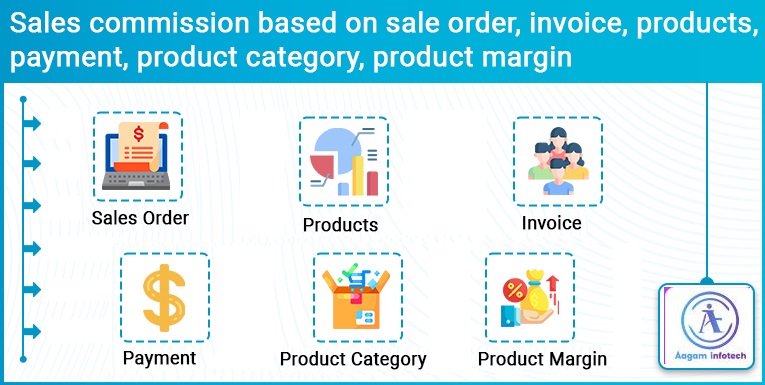 Sales commission based on sale order, invoice, products,
payment, product category, product margin
$
Sales Order
Products
Invoice
$
Payment
Product Category
%
$
Product Margin
Aagam infotech